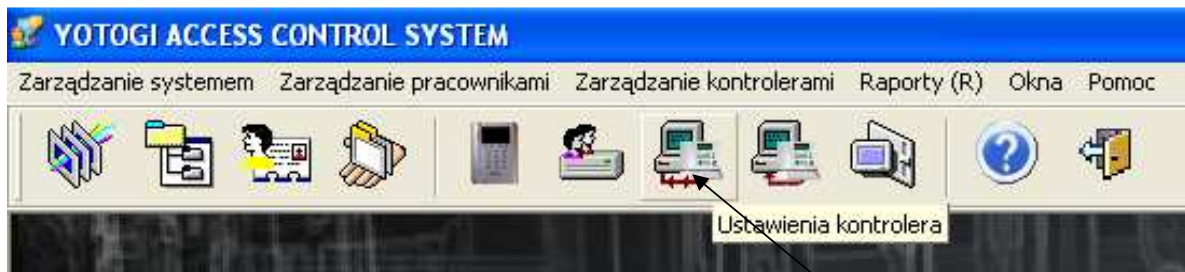 YOTOGI ACCESS CONTROL SYSTEM
Zarządzanie systemem Zarządzanie pracownikami Zarządzanie kontrolerami Raporty (R) Okna Pomoc
Ustawienia kontrolera